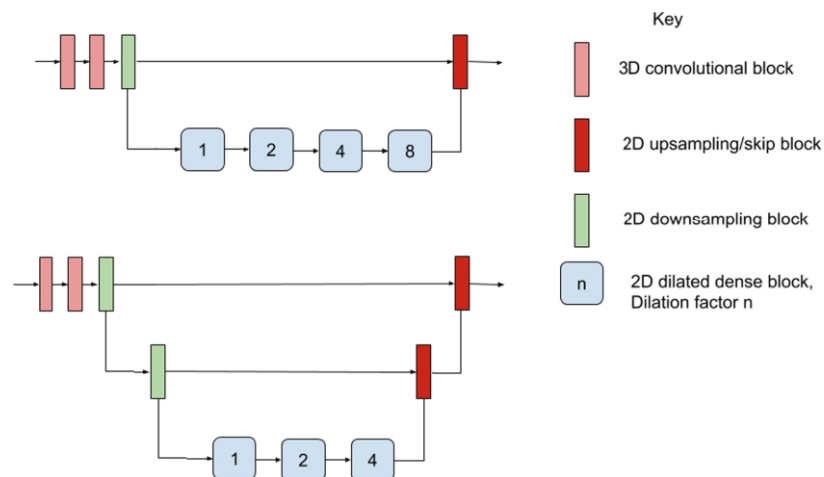 Key
3D convolutional block
2D upsampling/skip block
2D downsampling block
n
2D dilated dense block,
Dilation factor n
1 2 4 8
1 2 4